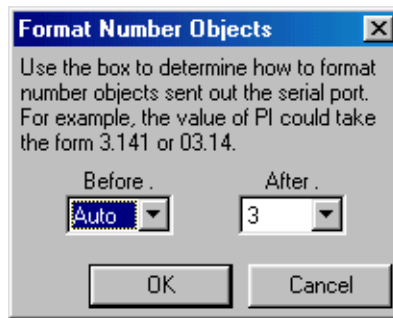 Format Number Objects
Use the box to determine how to format
number objects sent out the serial port.
For example, the value of PI could take
the form 3.141 or 03.14.
Before . After .
Auto 3
OK Cancel